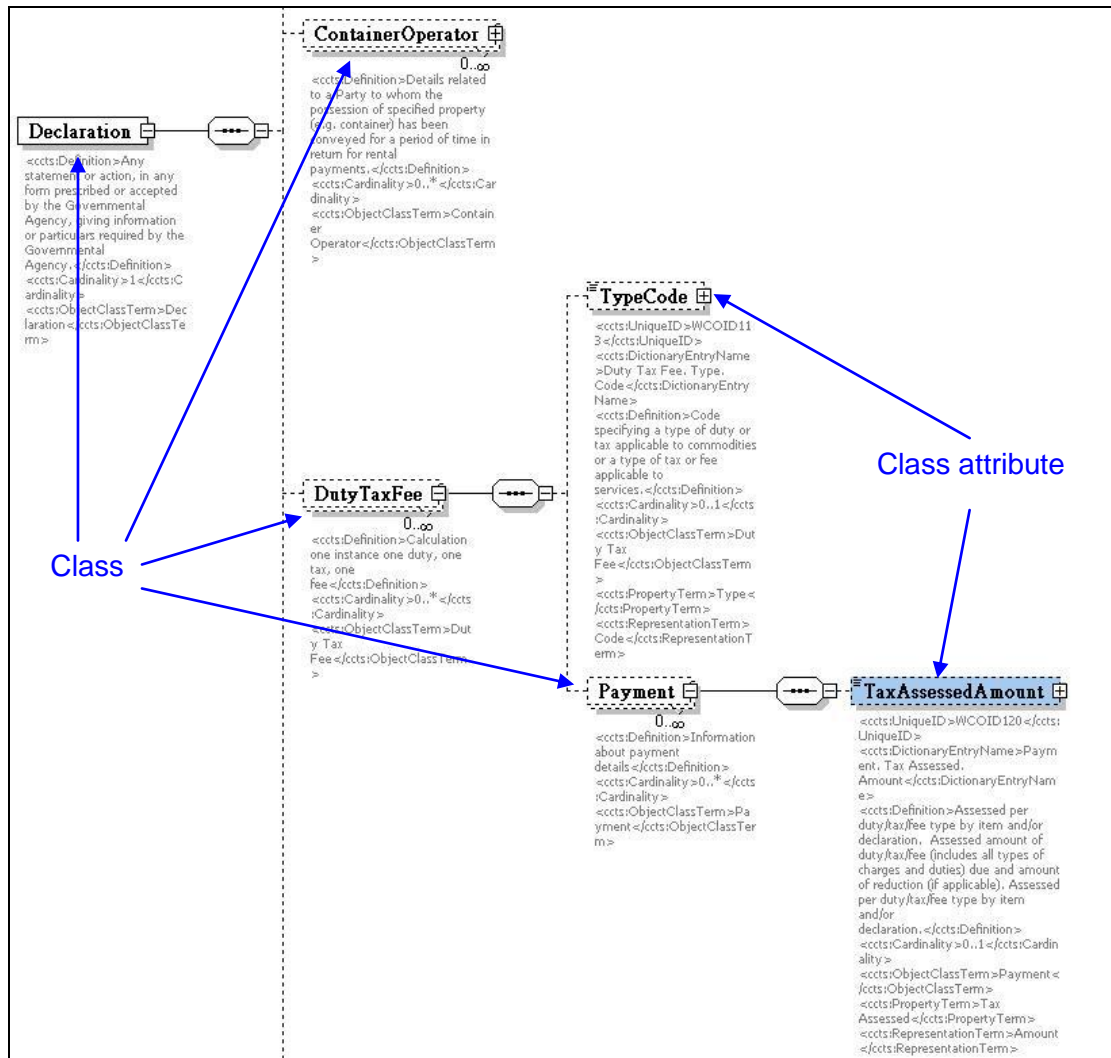 ContainerOperator
0..∞
<ccts:Definition>Details related
to a Party to whom the
possession of specified property
(e.g. container) has been
conveyed for a period of time in
return for rental
payments.</ccts:Definition>
<ccts:Cardinality>0..*</ccts:Car
dinality>
<ccts:ObjectClassTerm>Contain
er
Operator</ccts:ObjectClassTerm
>
Declaration
<ccts:Definition>Any
statement or action, in any
form prescribed or accepted
by the Governmental
Agency, giving information
or particulars required by the
Governmental
Agency.</ccts:Definition>
<ccts:Cardinality>1</ccts:C
ardinality>
<ccts:ObjectClassTerm>Dec
laration</ccts:ObjectClassTe
rm>
TypeCode
<ccts:UniqueID>WCOID11
3</ccts:UniqueID>
<ccts:DictionaryEntryName
>Duty Tax Fee. Type.
Code</ccts:DictionaryEntry
Name>
<ccts:Definition>Code
specifying a type of duty or
tax applicable to commodities
or a type of tax or fee
applicable to
services.</ccts:Definition>
<ccts:Cardinality>0..1</ccts
:Cardinality>
<ccts:ObjectClassTerm>Dut
y Tax
Fee</ccts:ObjectClassTerm
>
<ccts:PropertyTerm>Type<
/ccts:PropertyTerm>
<ccts:RepresentationTerm>
Code</ccts:RepresentationT
erm>
Class attribute
DutyTaxFee
0..∞
<ccts:Definition>Calculation
one instance one duty, one
tax, one
fee</ccts:Definition>
<ccts:Cardinality>0..*</ccts
:Cardinality>
<ccts:ObjectClassTerm>Dut
y Tax
Fee</ccts:ObjectClassTerm
>
Class
Payment
0..∞
<ccts:Definition>Information
about payment
details</ccts:Definition>
<ccts:Cardinality>0..*</ccts
:Cardinality>
<ccts:ObjectClassTerm>Pa
yment</ccts:ObjectClassTer
m>
TaxAssessedAmount
<ccts:UniqueID>WCOID120</ccts:
UniqueID>
<ccts:DictionaryEntryName>Paym
ent. Tax Assessed.
Amount</ccts:DictionaryEntryNam
e>
<ccts:Definition>Assessed per
duty/tax/fee type by item and/or
declaration.  Assessed amount of
duty/tax/fee (includes all types of
charges and duties) due and amount
of reduction (if applicable). Assessed
per duty/tax/fee type by item
and/or
declaration.</ccts:Definition>
<ccts:Cardinality>0..1</ccts:Cardin
ality>
<ccts:ObjectClassTerm>Payment<
/ccts:ObjectClassTerm>
<ccts:PropertyTerm>Tax
Assessed</ccts:PropertyTerm>
<ccts:RepresentationTerm>Amount
</ccts:RepresentationTerm>